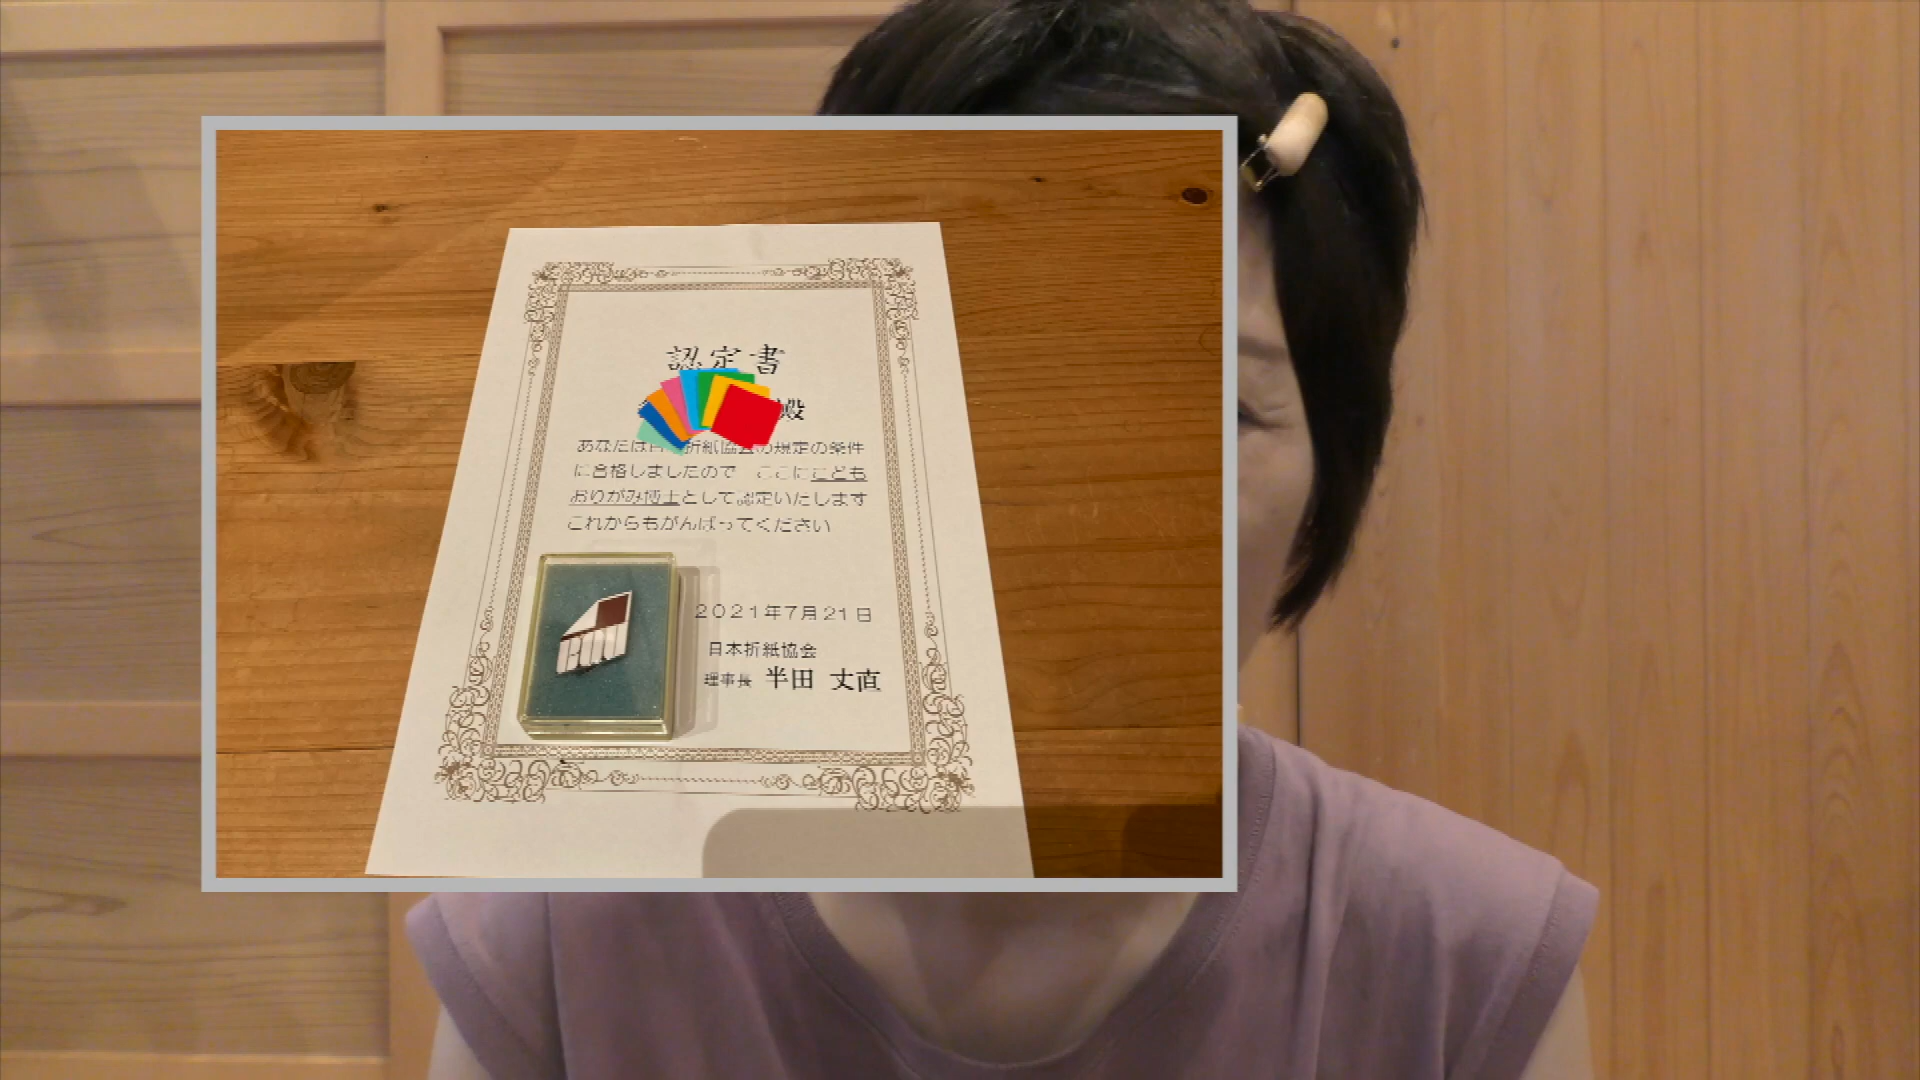 認定書
殿
あなたは日本折紙協会の規定の条件
に合格しましたので ここにこども
おりがみ博士として認定いたします
これからもがんばってください
2021年7月21日
日本折紙協会
理事長 半田 丈直